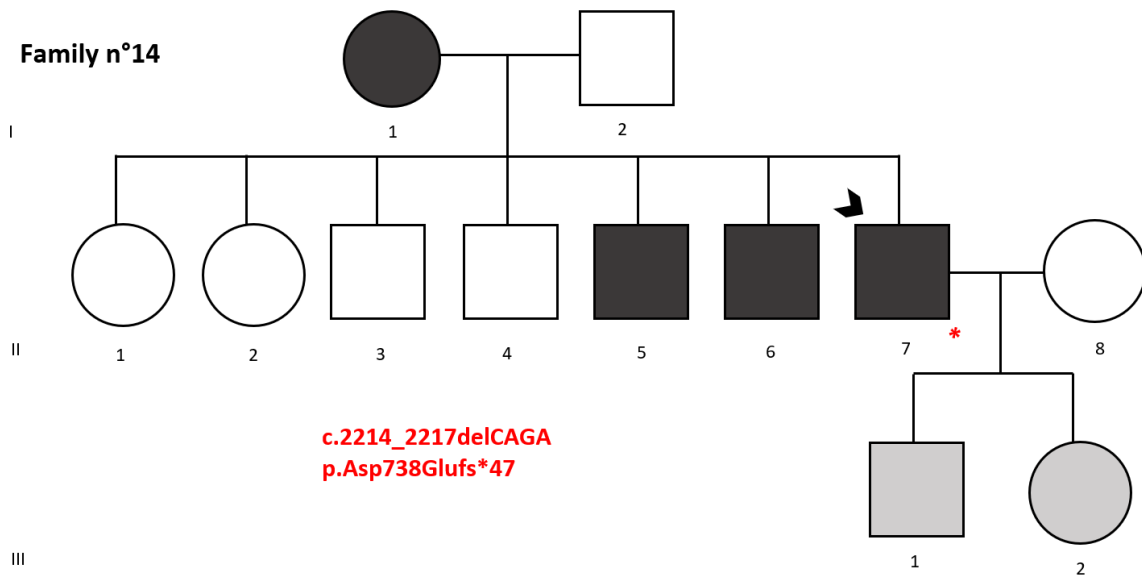 Family n°14
I
1 2
1 2 3 4 5 6 7 * 8
II
c.2214_2217delCAGA
p.Asp738Glufs*47
1 2
III